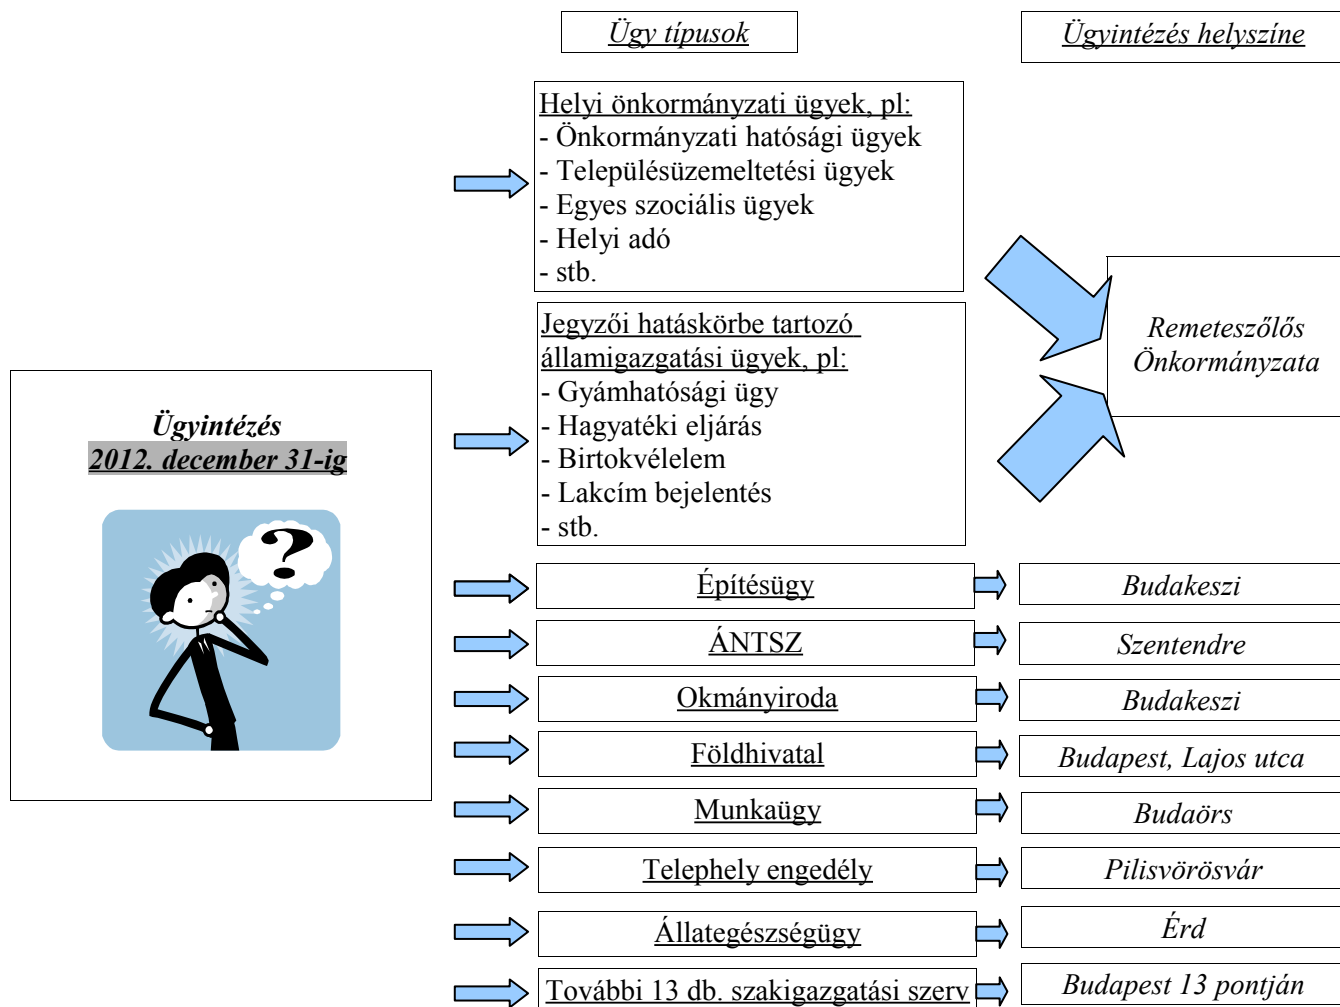 Ügy típusok
Ügyintézés helyszíne
Helyi önkormányzati ügyek, pl:
- Önkormányzati hatósági ügyek
- Településüzemeltetési ügyek
- Egyes szociális ügyek
- Helyi adó
- stb.
Jegyzői hatáskörbe tartozó
államigazgatási ügyek, pl:
- Gyámhatósági ügy
- Hagyatéki eljárás
- Birtokvélelem
- Lakcím bejelentés
- stb.
Remeteszőlős
Önkormányzata
Ügyintézés
2012. december 31-ig
?
Építésügy
Budakeszi
ÁNTSZ
Szentendre
Okmányiroda
Budakeszi
Földhivatal
Budapest, Lajos utca
Munkaügy
Budaörs
Telephely engedély
Pilisvörösvár
Állategészségügy
Érd
További 13 db. szakigazgatási szerv
Budapest 13 pontján